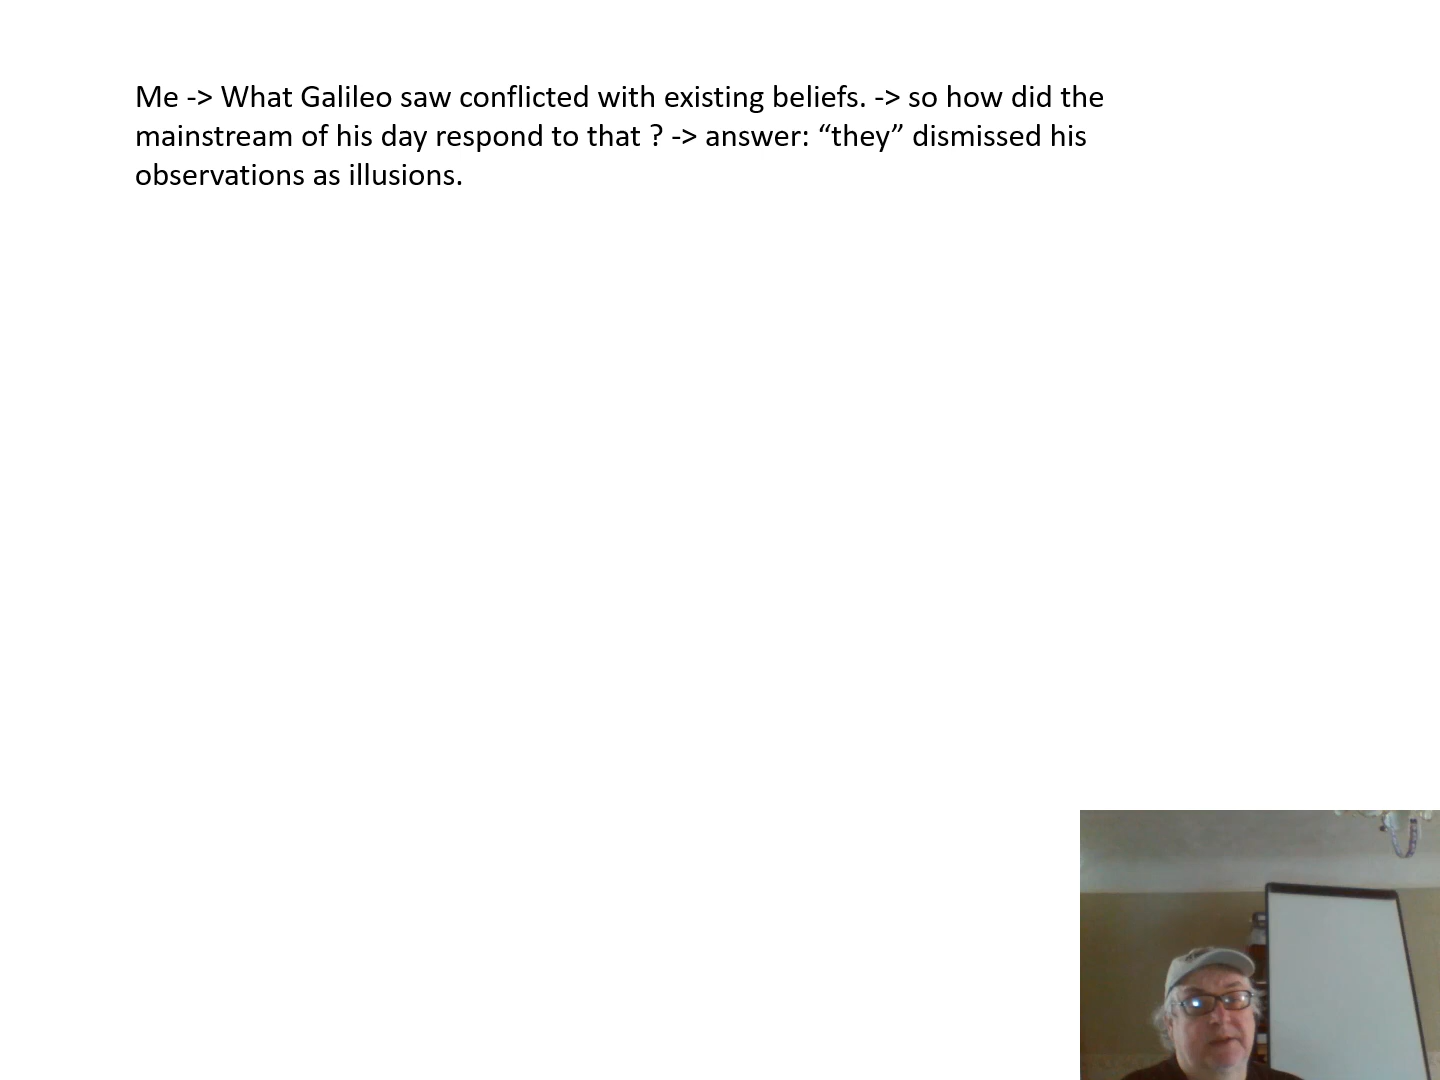 Me -> What Galileo saw conflicted with existing beliefs. -> so how did the
mainstream of his day respond to that ? -> answer: “they” dismissed his
observations as illusions.